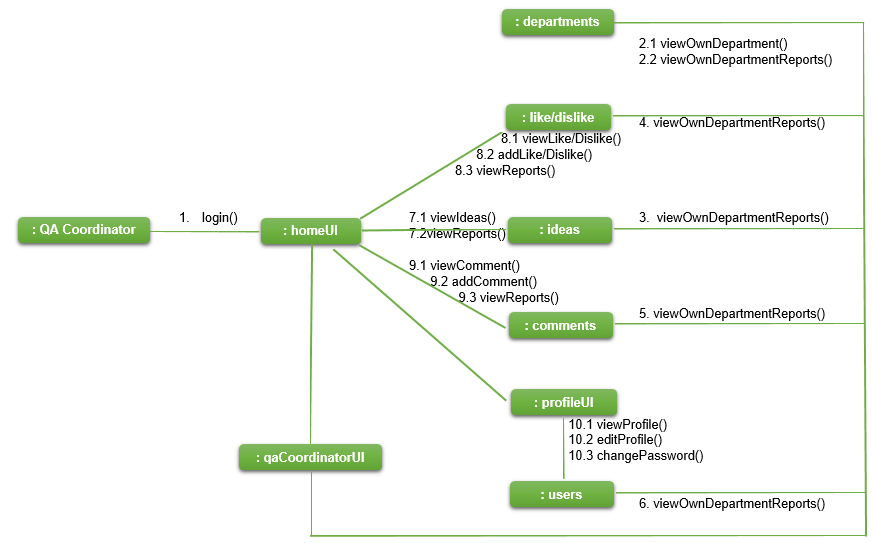 : departments
2.1 viewOwnDepartment()
2.2 viewOwnDepartmentReports()
: like/dislike
4. viewOwnDepartmentReports()
8.1 viewLike/Dislike()
8.2 addLike/Dislike()
8.3 viewReports()
: QA Coordinator
1. login()
: homeUI
7.1 viewIdeas()
7.2viewReports()
: ideas
3. viewOwnDepartmentReports()
9.1 viewComment()
9.2 addComment()
9.3 viewReports()
: comments
5. viewOwnDepartmentReports()
: profileUI
10.1 viewProfile()
10.2 editProfile()
10.3 changePassword()
: qaCoordinatorUI
: users
6. viewOwnDepartmentReports()